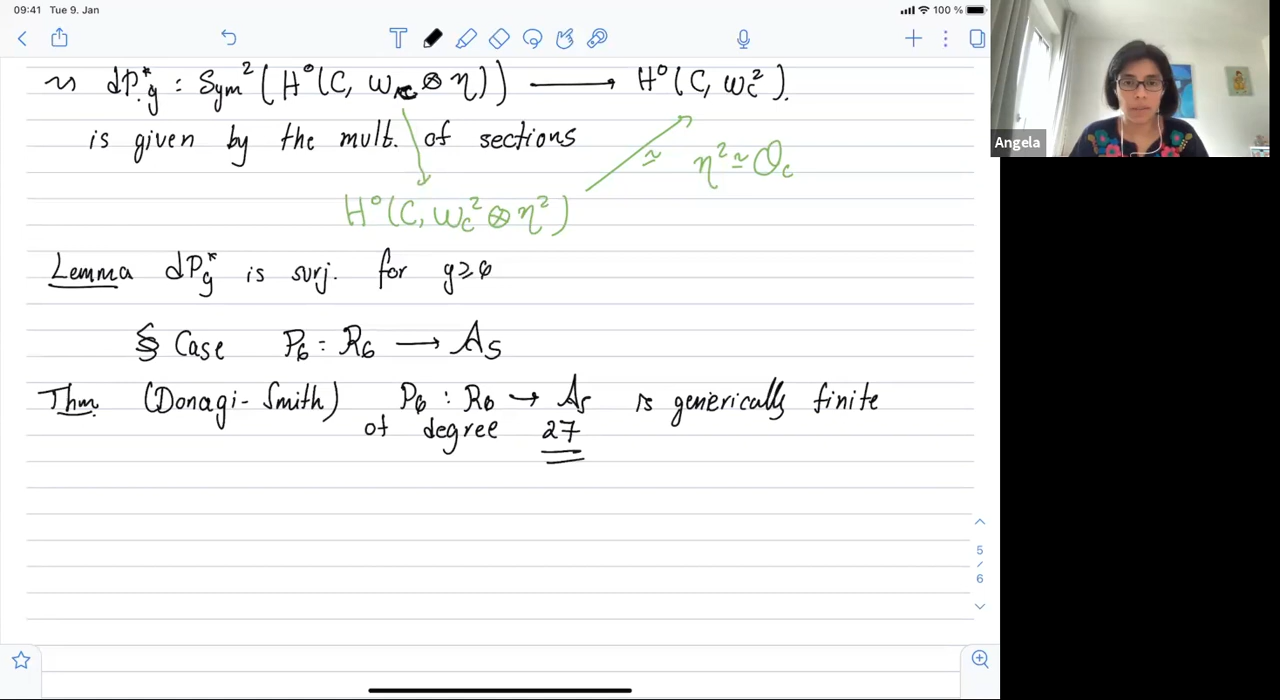 09:41 Tue 9. Jan
100 %
⇝ dP*_g : Sym²(H⁰(C, ω_C ⊗ η)) ⟶ H⁰(C, ω_C²).
is given by the mult. of sections
≃ η² ≃ O_C
H⁰(C, ω_C² ⊗ η²)
Lemma dP*_g is surj. for g ≥ 6
§ Case P₆ : R₆ ⟶ A₅
Thm (Donagi-Smith) P₆ : R₆ → A₅ is generically finite
of degree 27
Angela
5
/
6